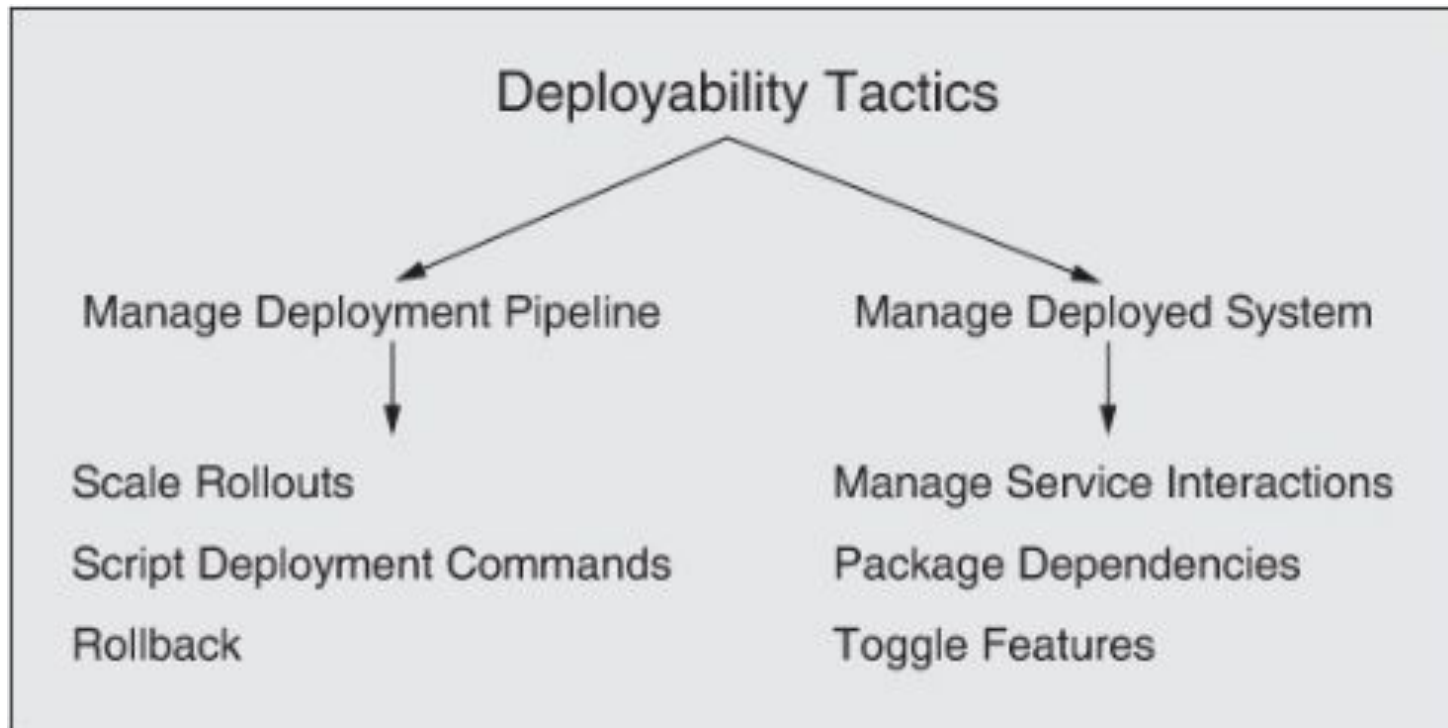 Deployability Tactics
Manage Deployment Pipeline
Manage Deployed System
Scale Rollouts
Script Deployment Commands
Rollback
Manage Service Interactions
Package Dependencies
Toggle Features